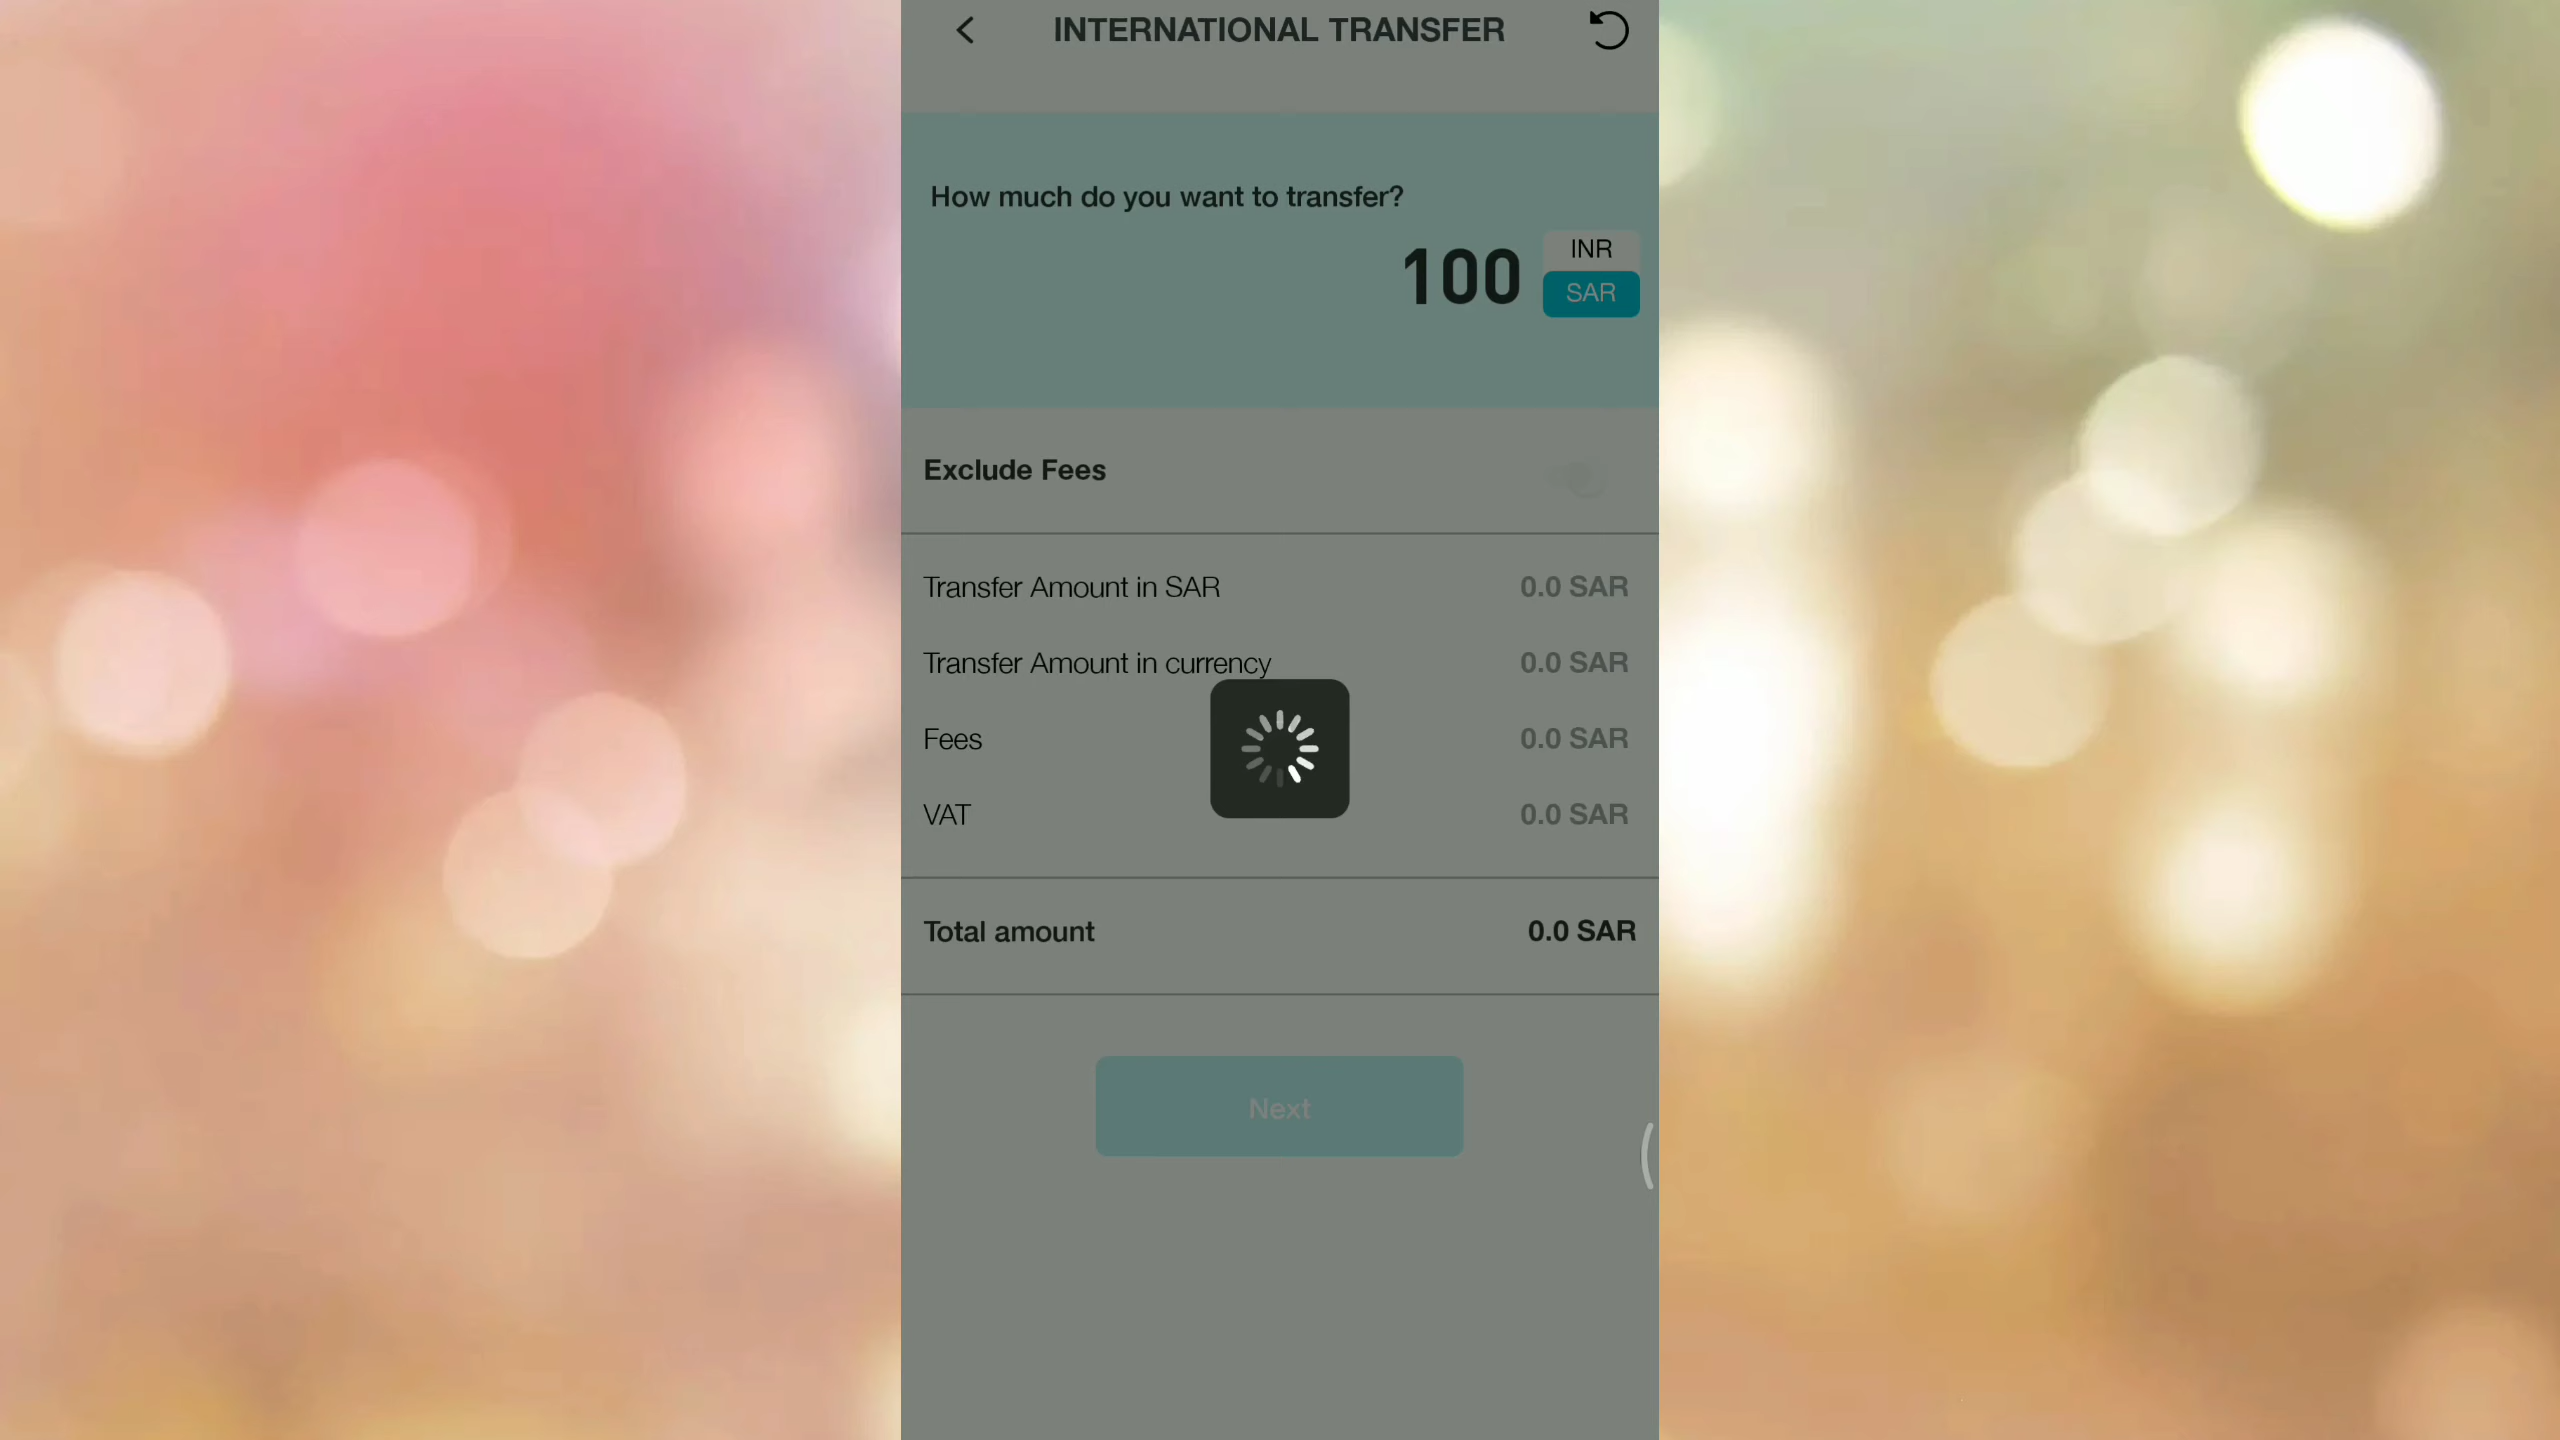 INTERNATIONAL TRANSFER
How much do you want to transfer?
100
INR
SAR
Exclude Fees
Transfer Amount in SAR 0.0 SAR
Transfer Amount in currency 0.0 SAR
Fees 0.0 SAR
VAT 0.0 SAR
Total amount 0.0 SAR
Next